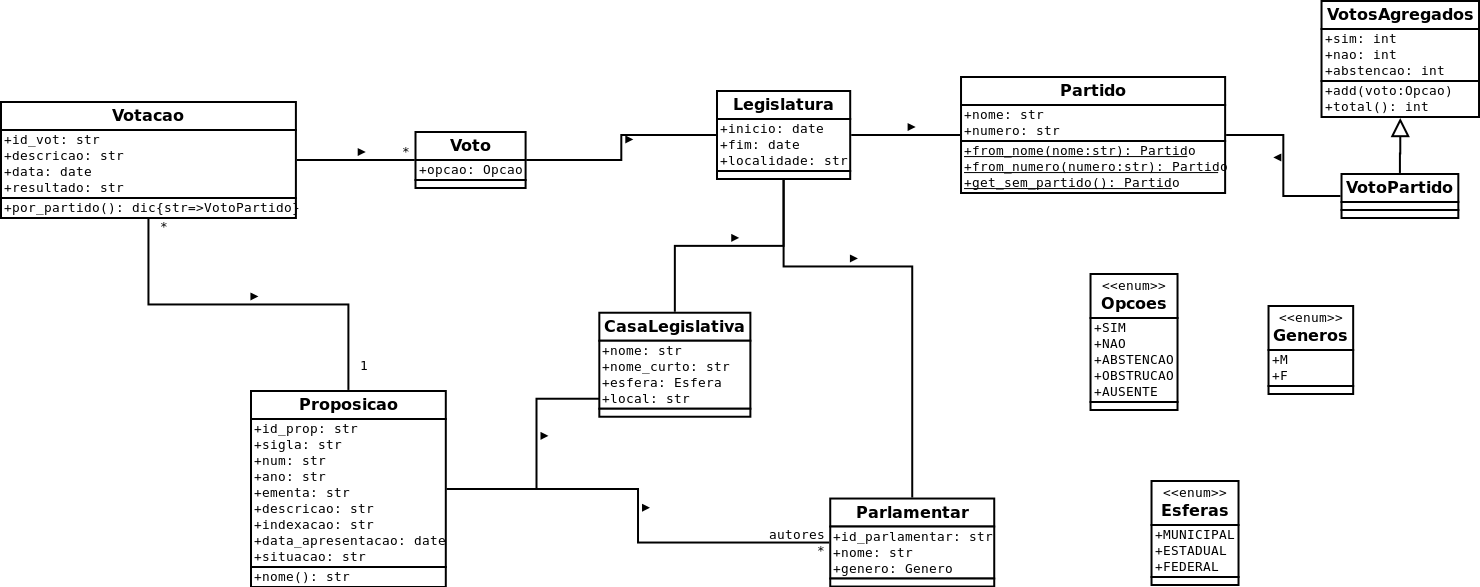 VotosAgregados
+sim: int
+nao: int
+abstencao: int
+add(voto:Opcao)
+total(): int
Votacao
+id_vot: str
+descricao: str
+data: date
+resultado: str
+por_partido(): dic{str=>VotoPartido}
*
*
Voto
+opcao: Opcao
Legislatura
+inicio: date
+fim: date
+localidade: str
Partido
+nome: str
+numero: str
+from_nome(nome:str): Partido
+from_numero(numero:str): Partido
+get_sem_partido(): Partido
VotoPartido
<<enum>>
Opcoes
+SIM
+NAO
+ABSTENCAO
+OBSTRUCAO
+AUSENTE
<<enum>>
Generos
+M
+F
CasaLegislativa
+nome: str
+nome_curto: str
+esfera: Esfera
+local: str
1
Proposicao
+id_prop: str
+sigla: str
+num: str
+ano: str
+ementa: str
+descricao: str
+indexacao: str
+data_apresentacao: date
+situacao: str
+nome(): str
autores
*
Parlamentar
+id_parlamentar: str
+nome: str
+genero: Genero
<<enum>>
Esferas
+MUNICIPAL
+ESTADUAL
+FEDERAL